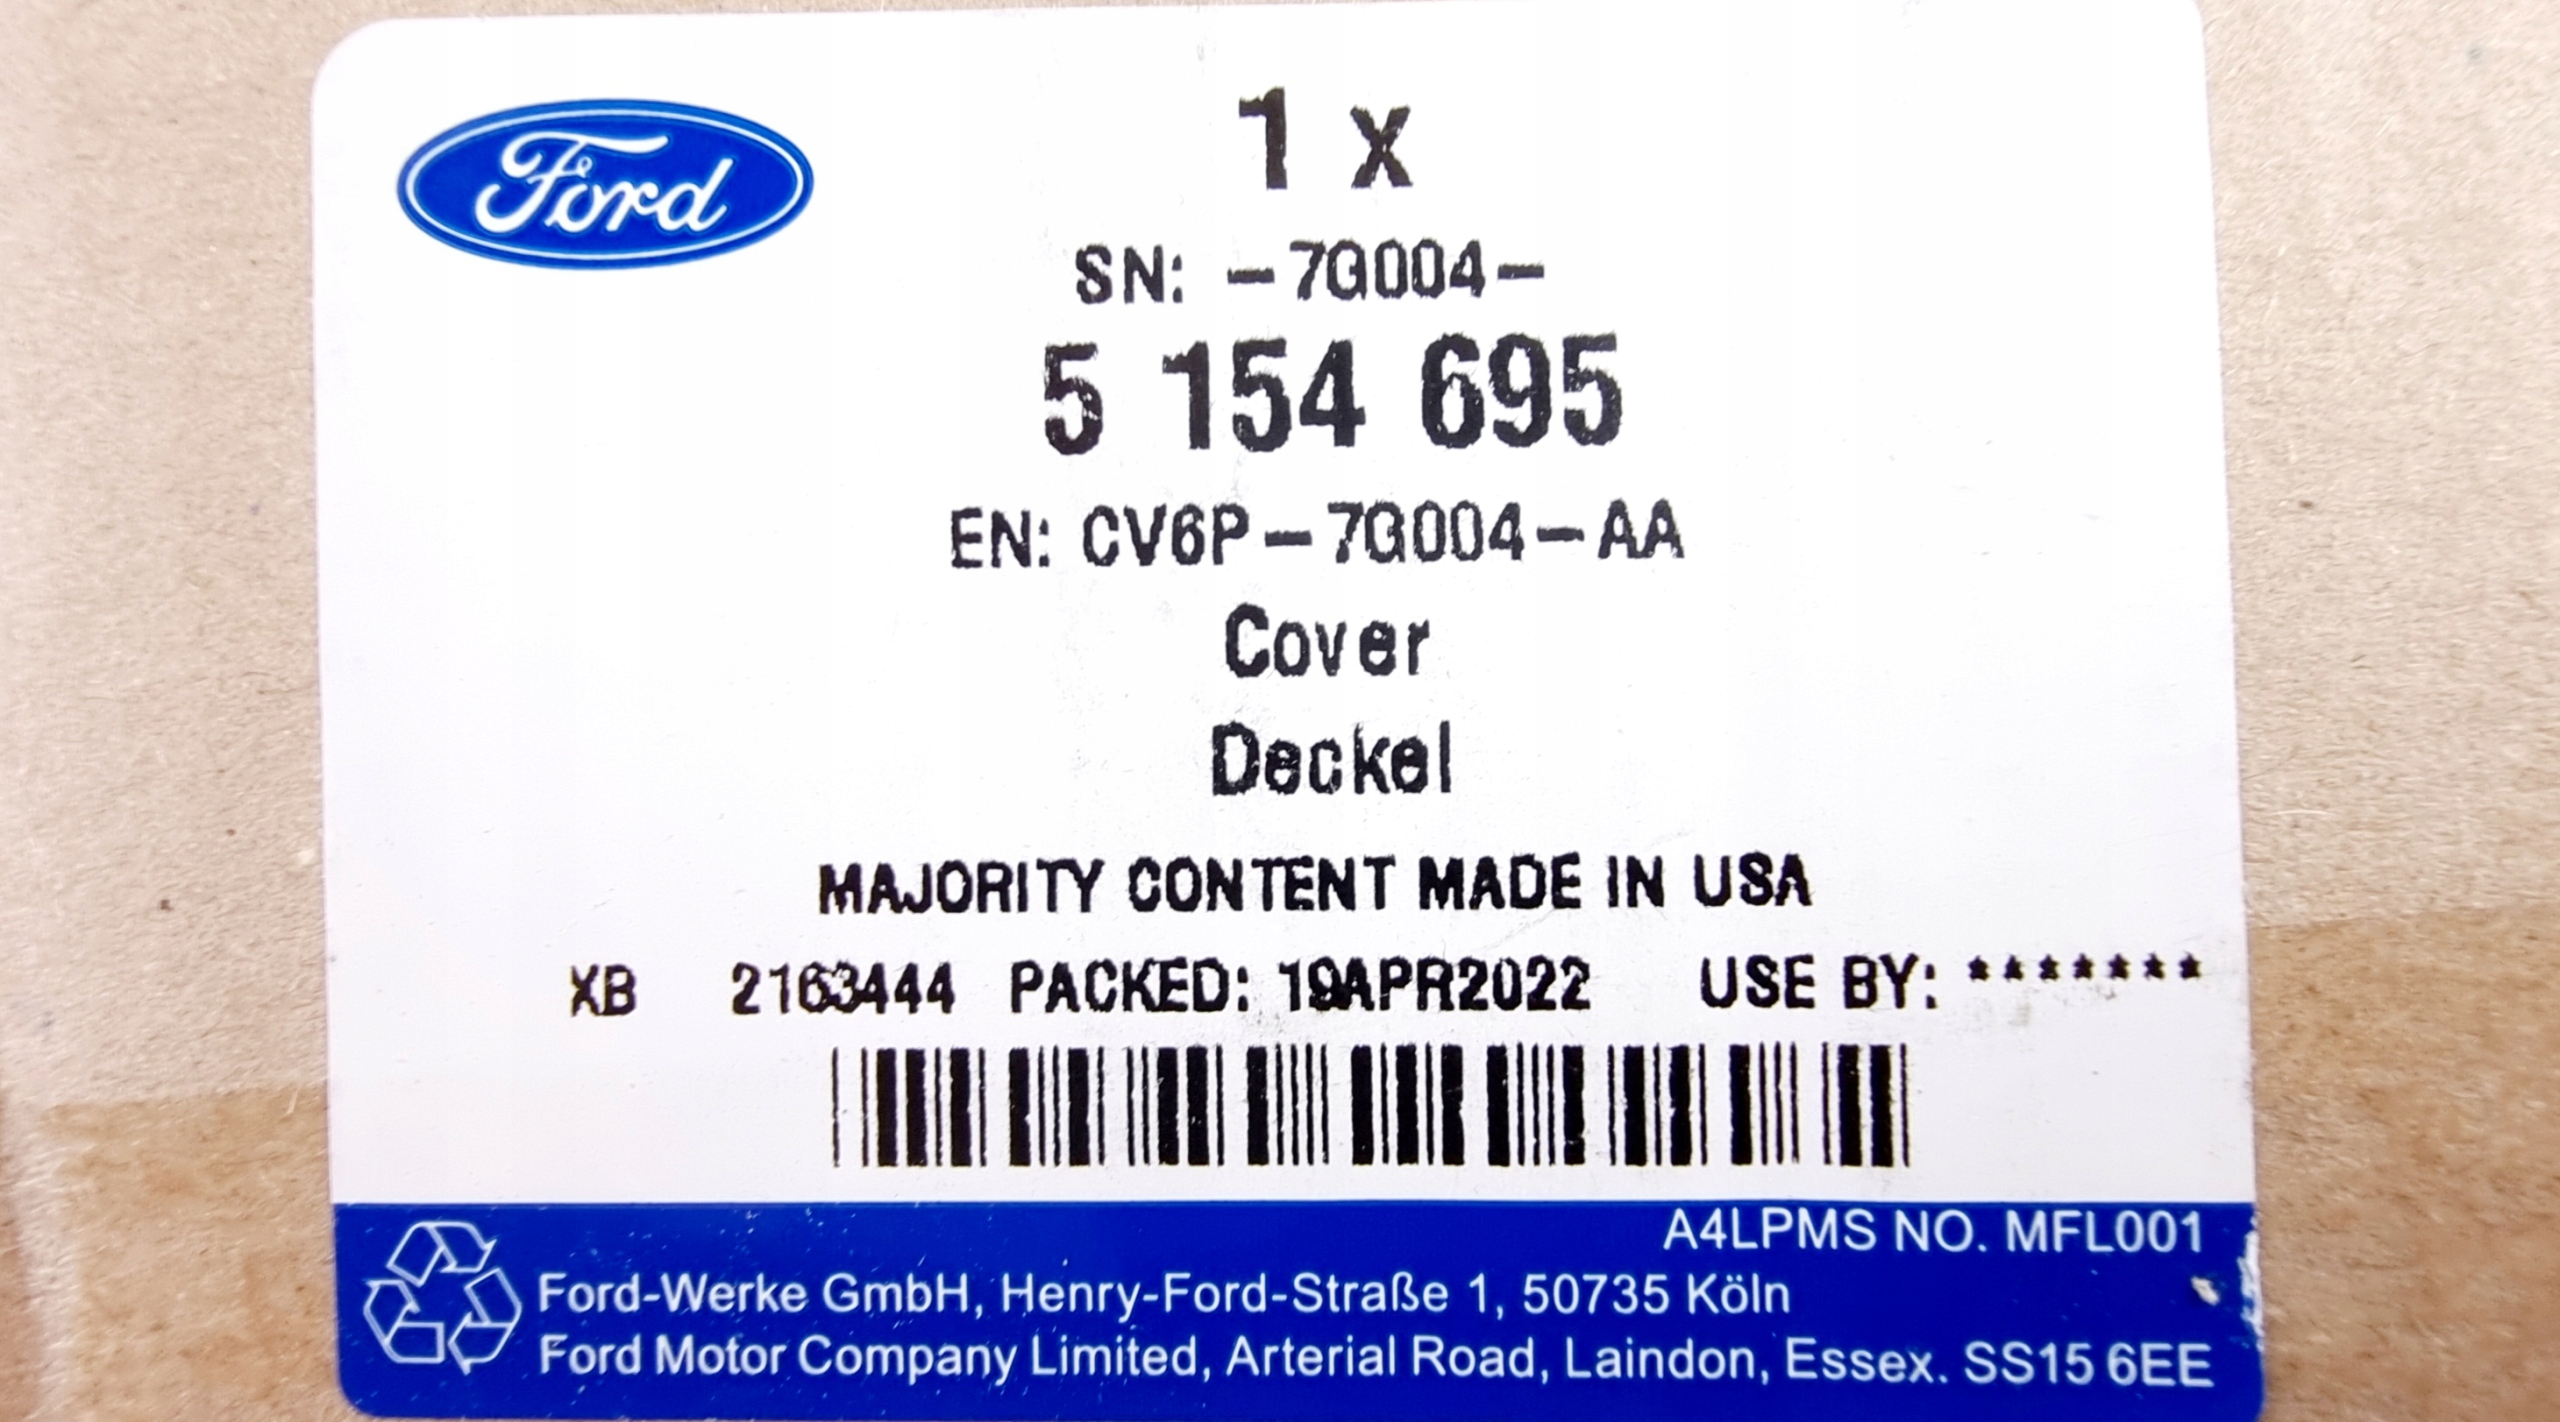 Ford
1 x
SN: -7G004-
5 154 695
EN: CV6P-7G004-AA
Cover
Deckel
MAJORITY CONTENT MADE IN USA
XB 2163444 PACKED: 19APR2022 USE BY: *******
A4LPMS NO. MFL001
Ford-Werke GmbH, Henry-Ford-Straße 1, 50735 Köln
Ford Motor Company Limited, Arterial Road, Laindon, Essex. SS15 6EE